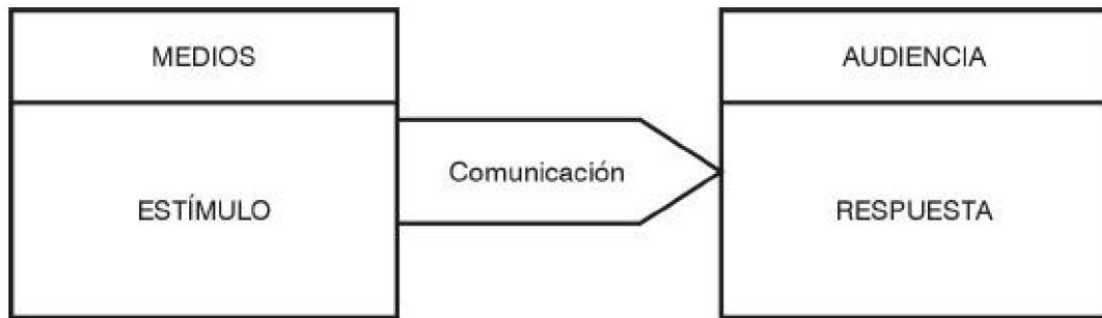 MEDIOS
ESTÍMULO
Comunicación
AUDIENCIA
RESPUESTA